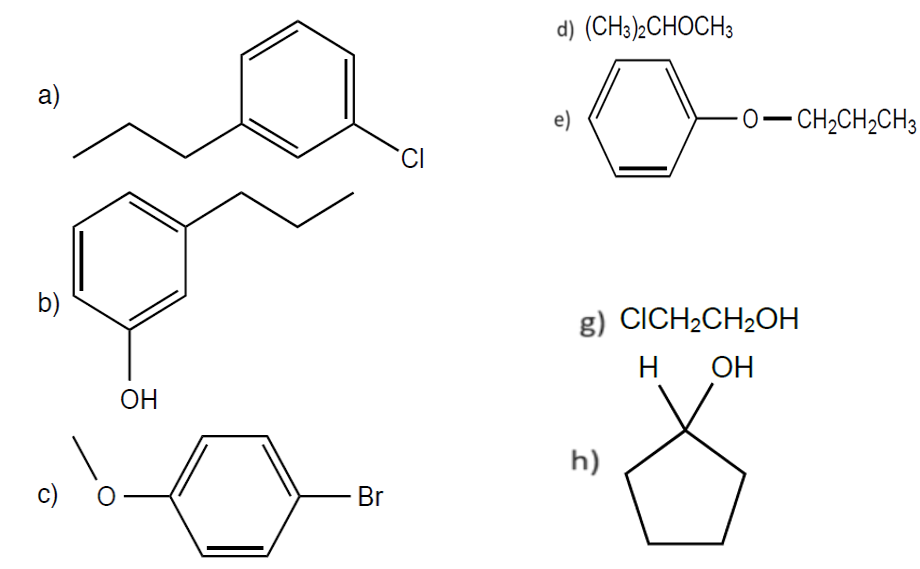 a)
Cl
b)
OH
c)
O
Br
d) (CH₃)₂CHOCH₃
e)
O — CH₂CH₂CH₃
g) ClCH₂CH₂OH
H OH
h)